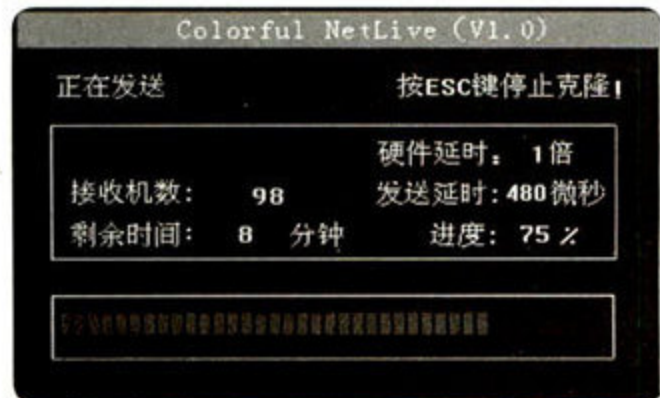 Colorful NetLive (V1.0)
正在发送 按ESC键停止克隆!
硬件延时: 1倍
接收机数: 98 发送延时: 480微秒
剩余时间: 8 分钟 进度: 75 %